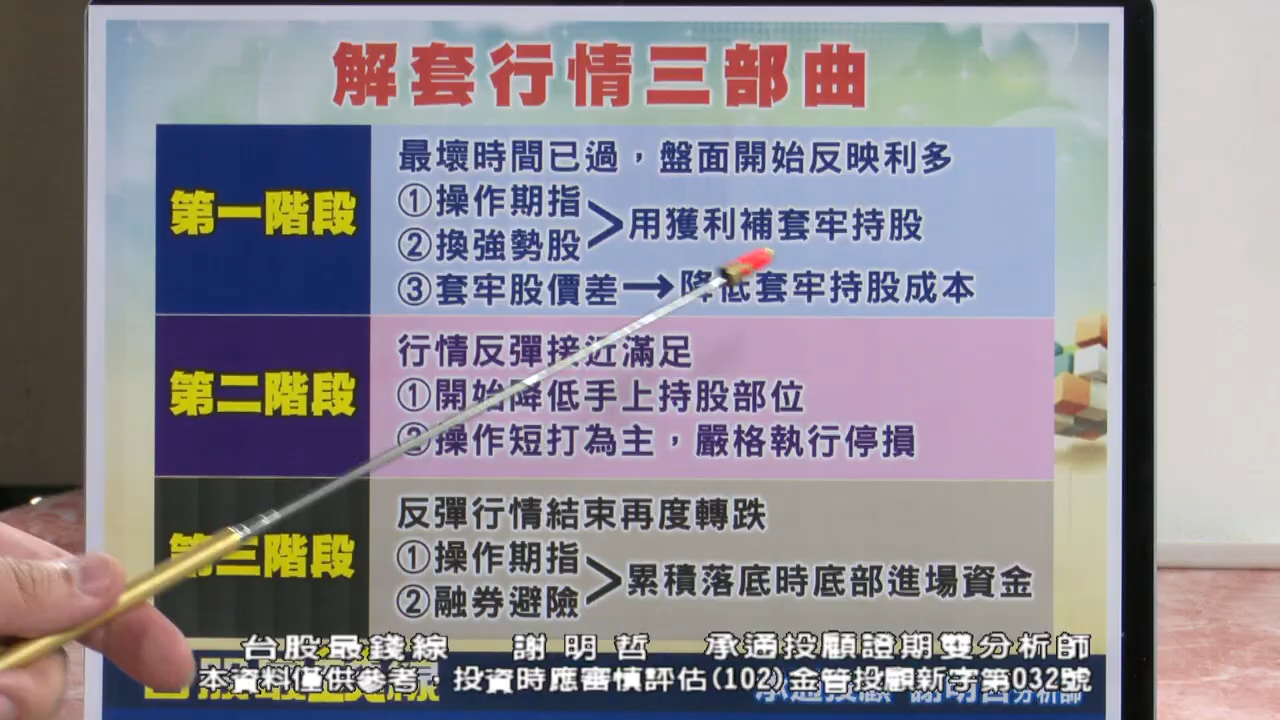 解套行情三部曲
第一階段
最壞時間已過，盤面開始反映利多
①操作期指
②換強勢股
>用獲利補套牢持股
③套牢股價差→降低套牢持股成本
第二階段
行情反彈接近滿足
①開始降低手上持股部位
②操作短打為主，嚴格執行停損
第三階段
反彈行情結束再度轉跌
①操作期指
②融券避險
>累積落底時底部進場資金
台股最錢線 謝明哲 承通投顧證期雙分析師
本資料僅供參考，投資時應審慎評估(102)金管投顧新字第032號